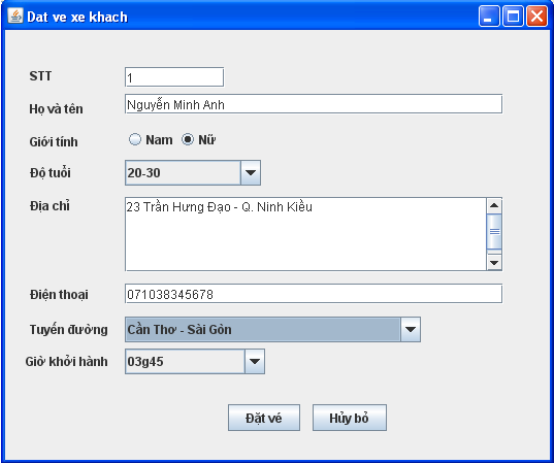 Dat ve xe khach
STT 1
Họ và tên Nguyễn Minh Anh
Giới tính Nam Nữ
Độ tuổi 20-30
Địa chỉ 23 Trần Hưng Đạo - Q. Ninh Kiều
Điện thoại 071038345678
Tuyến đường Cần Thơ - Sài Gòn
Giờ khởi hành 03g45
Đặt vé Hủy bỏ